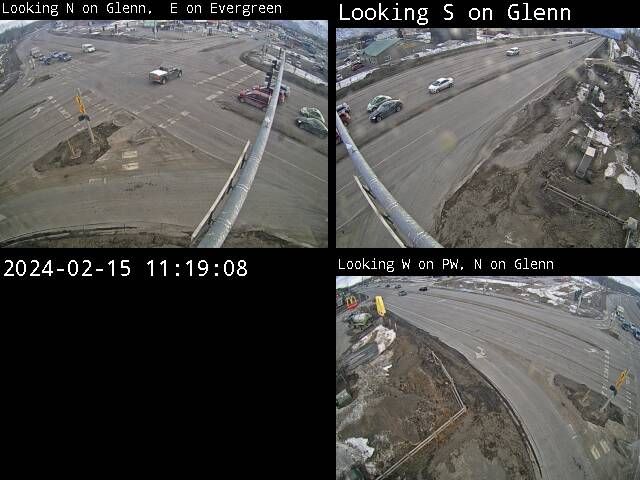 Looking N on Glenn,  E on Evergreen
Looking S on Glenn
2024-02-15 11:19:08
Looking W on PW, N on Glenn